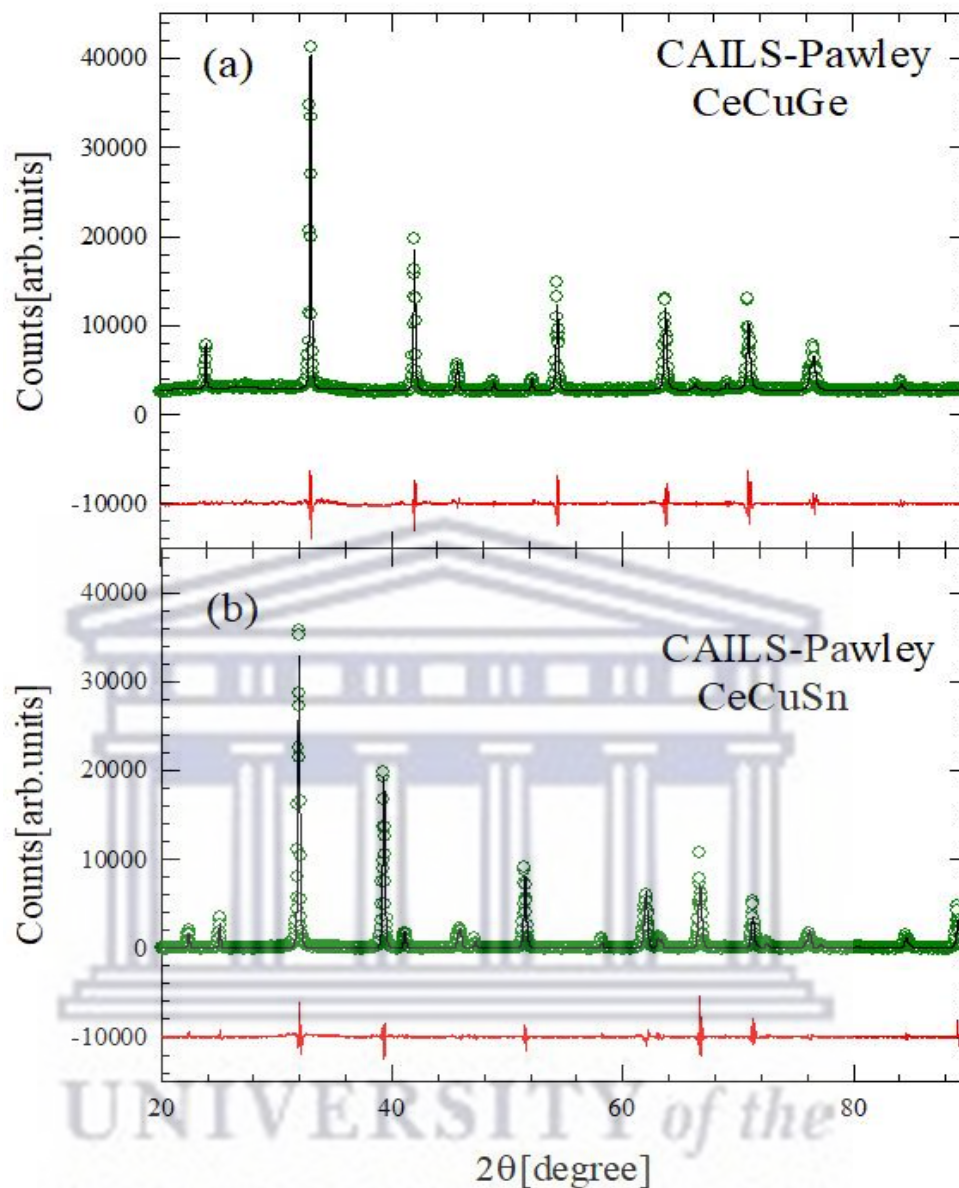 (a)
CAILS-Pawley
CeCuGe
40000
30000
20000
10000
0
-10000
Counts[arb.units]
(b)
CAILS-Pawley
CeCuSn
40000
30000
20000
10000
0
-10000
Counts[arb.units]
20 40 60 80
UNIVERSITY of the
2θ[degree]